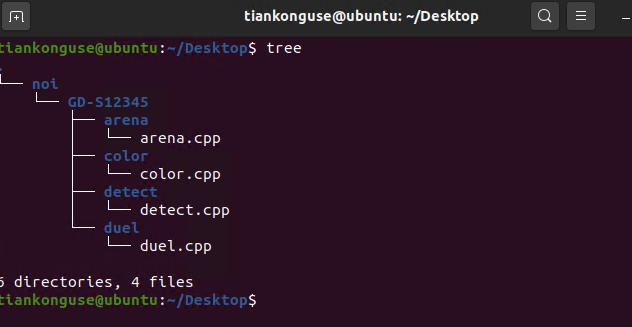 tiankonguse@ubuntu: ~/Desktop
tiankonguse@ubuntu:~/Desktop$ tree
.
└── noi
    └── GD-S12345
        ├── arena
        │   └── arena.cpp
        ├── color
        │   └── color.cpp
        ├── detect
        │   └── detect.cpp
        └── duel
            └── duel.cpp
6 directories, 4 files
tiankonguse@ubuntu:~/Desktop$